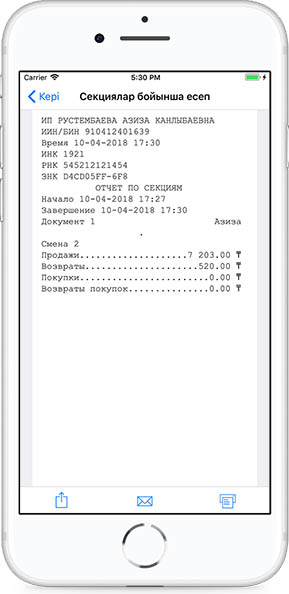 Carrier 5:30 PM
Кері Секциялар бойынша есеп
ИП РУСТЕМБАЕВА АЗИЗА КАНЛЫБАЕВНА
ИИН/БИН 910412401639
Время 10-04-2018 17:30
ИНК 1921
РНК 545212121454
ЗНК D4CD05FF-6F8
ОТЧЕТ ПО СЕКЦИЯМ
Начало 10-04-2018 17:27
Завершение 10-04-2018 17:30
Документ 1 Азиза
.
Смена 2
Продажи....................7 203.00 ₸
Возвраты.....................520.00 ₸
Покупки........................0.00 ₸
Возвраты покупок...............0.00 ₸